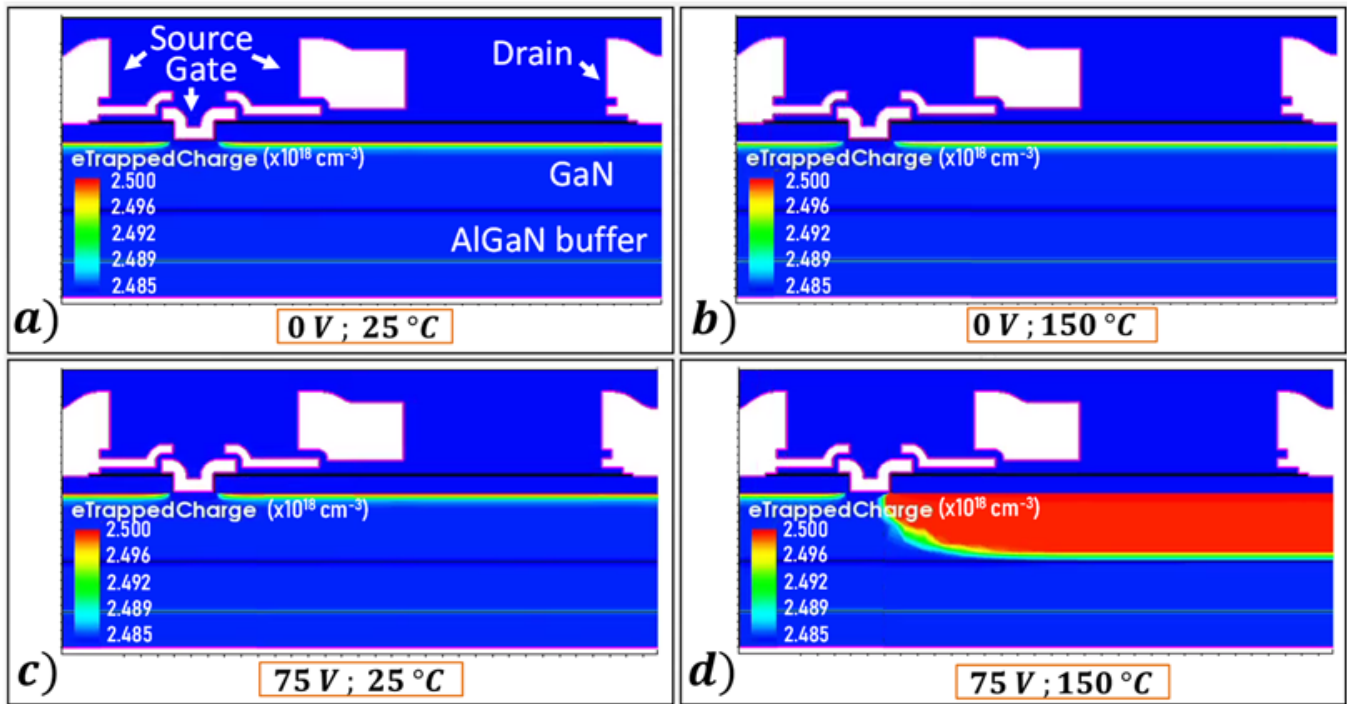 Source
Gate
Drain
eTrappedCharge (x10¹⁸ cm⁻³)
2.500
2.496
2.492
2.489
2.485
GaN
AlGaN buffer
a)
0 V ; 25 °C
eTrappedCharge (x10¹⁸ cm⁻³)
2.500
2.496
2.492
2.489
2.485
b)
0 V ; 150 °C
eTrappedCharge (x10¹⁸ cm⁻³)
2.500
2.496
2.492
2.489
2.485
c)
75 V ; 25 °C
eTrappedCharge (x10¹⁸ cm⁻³)
2.500
2.496
2.492
2.489
2.485
d)
75 V ; 150 °C